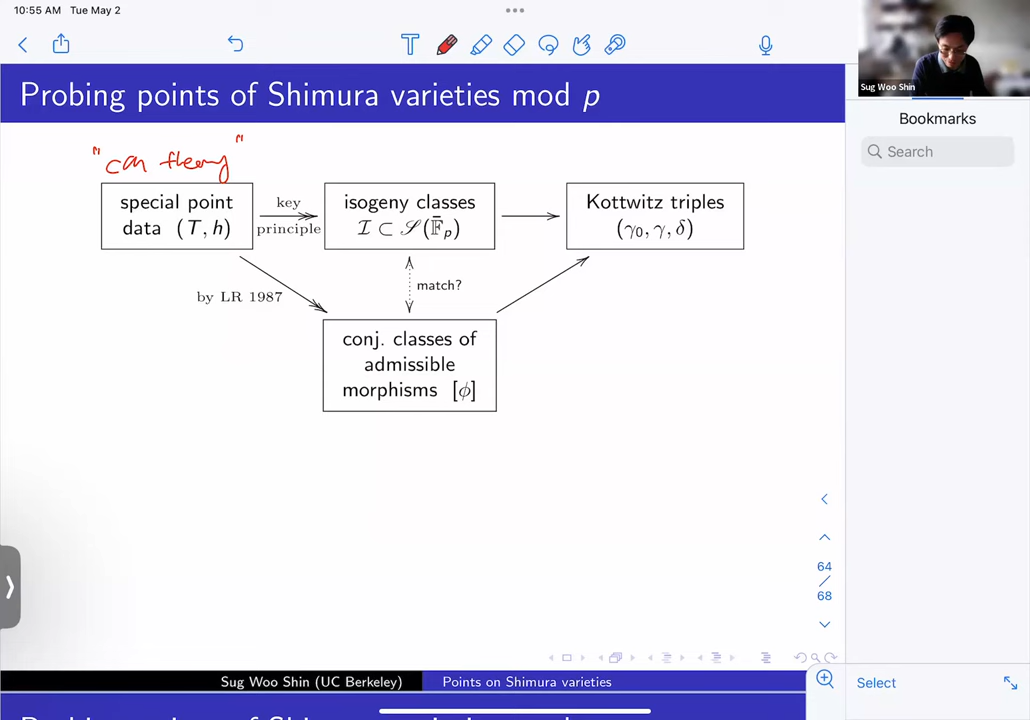 10:55 AM Tue May 2
Sug Woo Shin
Probing points of Shimura varieties mod p
Bookmarks
Search
"CM theory"
special point
data (T, h)
key
principle
isogeny classes
ℐ ⊂ 𝒮(F̄ₚ)
Kottwitz triples
(γ₀, γ, δ)
by LR 1987
match?
conj. classes of
admissible
morphisms [ϕ]
64
/
68
Sug Woo Shin (UC Berkeley)
Points on Shimura varieties
Select